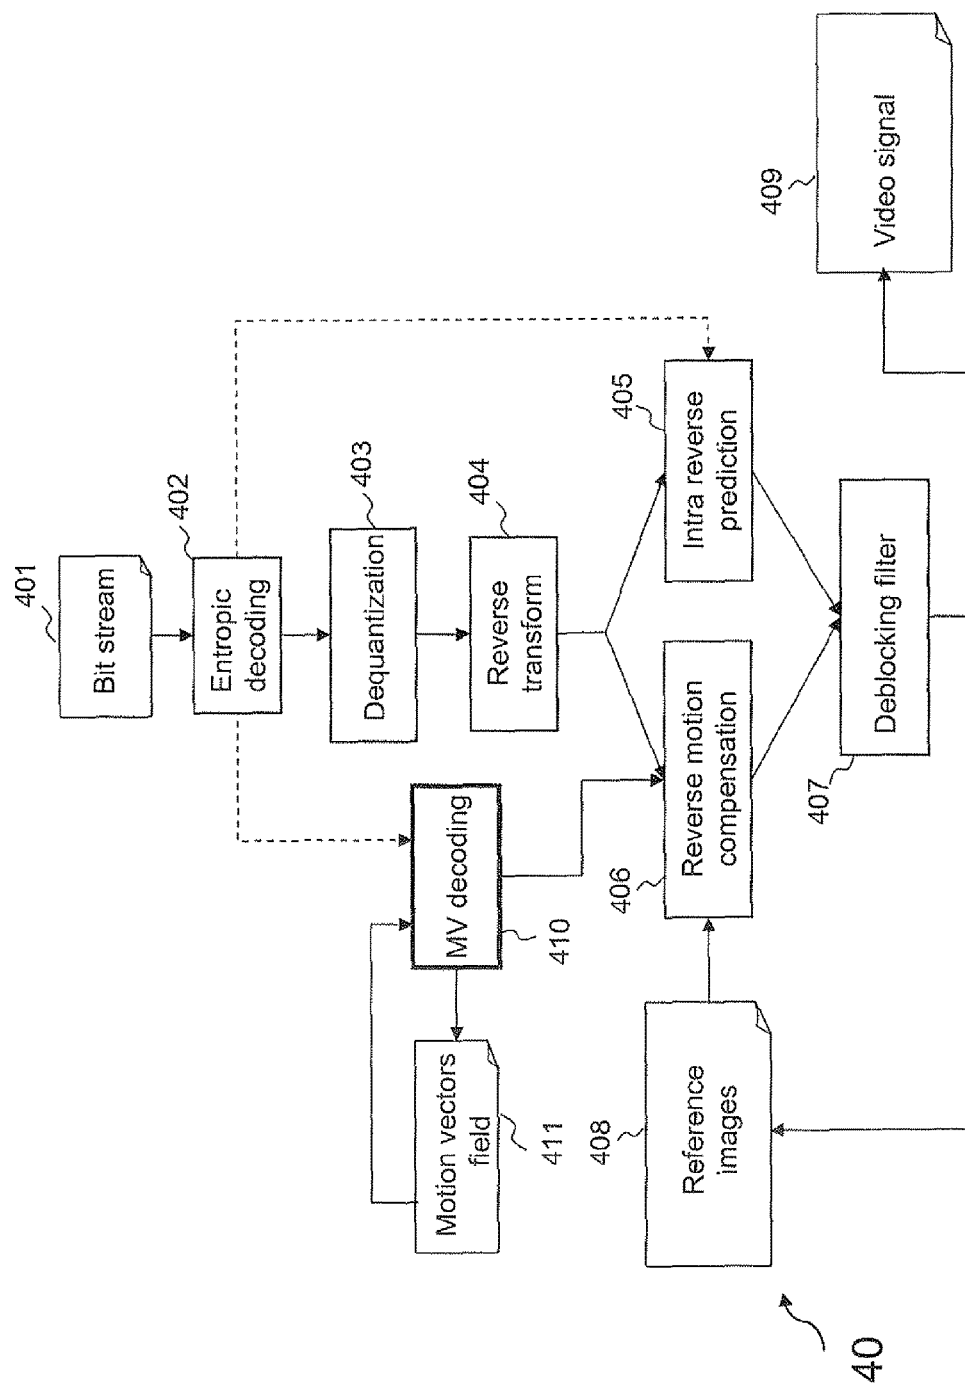 401
Bit stream
402
Entropic
decoding
403
Dequantization
404
Reverse
transform
405
Intra reverse
prediction
MV decoding
410
Motion vectors
field
411
406
Reverse motion
compensation
408
Reference
images
407
Deblocking filter
409
Video signal
40